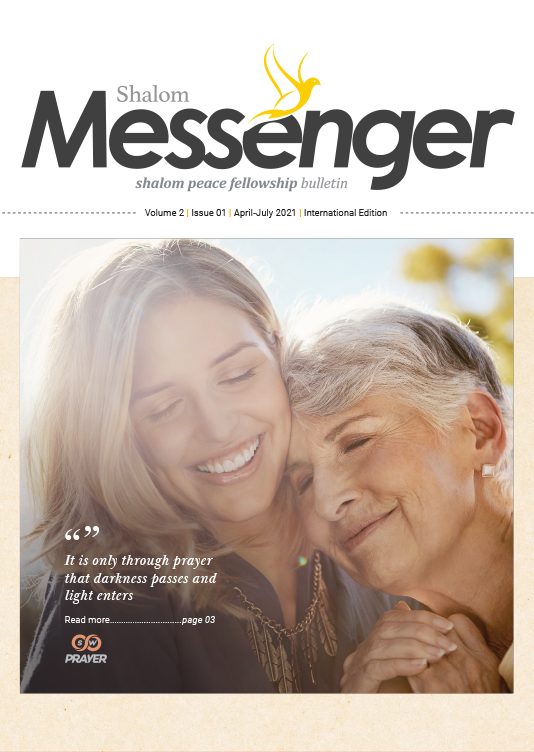 Shalom
Messenger
shalom peace fellowship bulletin
Volume 2 | Issue 01 | April-July 2021 | International Edition
“ ”
It is only through prayer
that darkness passes and
light enters
Read more................................page 03
SW
PRAYER